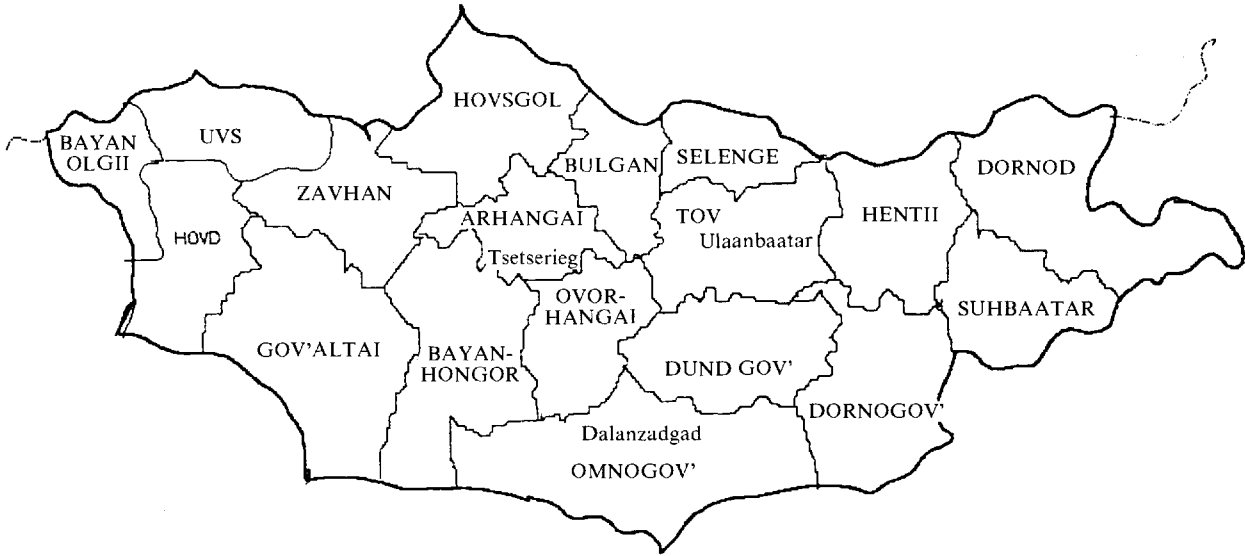 HOVSGOL
BAYAN
OLGII
UVS
BULGAN
SELENGE
DORNOD
ZAVHAN
ARHANGAI
TOV
Ulaanbaatar
HENTII
HOVD
Tsetserieg
OVOR-
HANGAI
SUHBAATAR
GOV'ALTAI
BAYAN-
HONGOR
DUND GOV'
DORNOGOV'
Dalanzadgad
OMNOGOV'